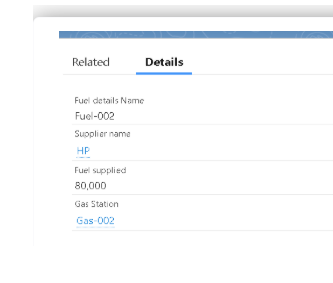 Related Details
Fuel details Name
Fuel-002
Supplier name
HP
Fuel supplied
80,000
Gas Station
Gas-002